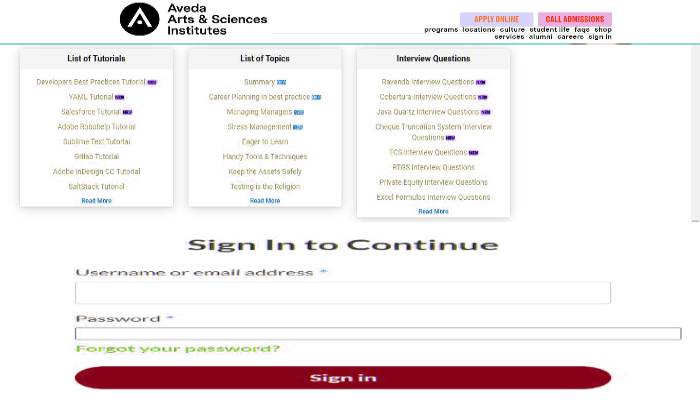 Aveda
Arts & Sciences
Institutes
APPLY ONLINE
CALL ADMISSIONS
programs locations culture student life faqs shop
services alumni careers sign in
List of Tutorials
Developers Best Practices Tutorial NEW
YAML Tutorial NEW
Salesforce Tutorial NEW
Adobe Robohelp Tutorial
Sublime Text Tutorial
GitLab Tutorial
Adobe InDesign CC Tutorial
SaltStack Tutorial
Read More
List of Topics
Summary
Career Planning in best practice
Managing Managers
Stress Management
Eager to Learn
Handy Tools & Techniques
Keep the Assets Safely
Testing is the Religion
Read More
Interview Questions
Ravendb Interview Questions NEW
Cobertura Interview Questions NEW
Java Quartz Interview Questions NEW
Cheque Truncation System Interview
Questions NEW
ECS Interview Questions NEW
RTGS Interview Questions
Private Equity Interview Questions
Excel Formulas Interview Questions
Read More
Sign In to Continue
Username or email address *
Password *
Forgot your password?
Sign in